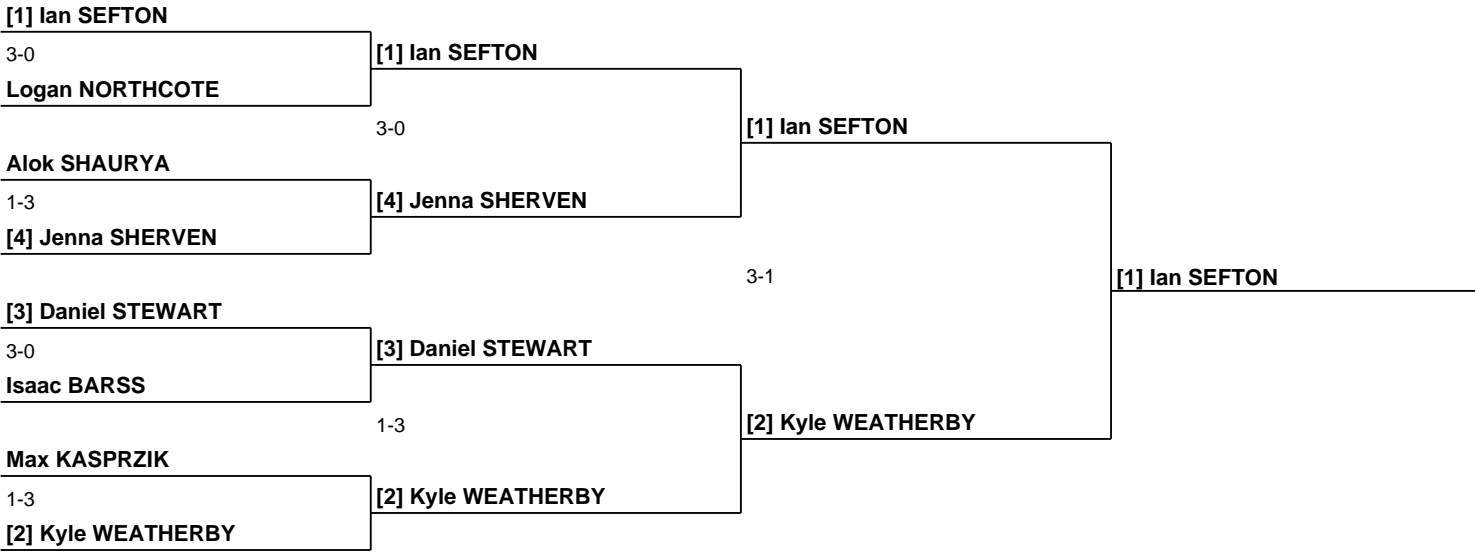 [1] Ian SEFTON
3-0
Logan NORTHCOTE
Alok SHAURYA
1-3
[4] Jenna SHERVEN
[3] Daniel STEWART
3-0
Isaac BARSS
Max KASPRZIK
1-3
[2] Kyle WEATHERBY
[1] Ian SEFTON
3-0
[4] Jenna SHERVEN
[3] Daniel STEWART
1-3
[2] Kyle WEATHERBY
[1] Ian SEFTON
3-1
[2] Kyle WEATHERBY
[1] Ian SEFTON